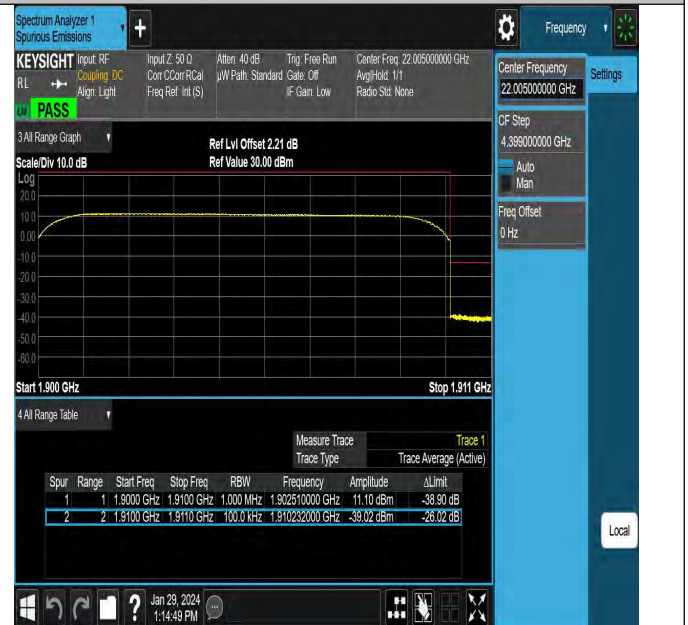 Spectrum Analyzer 1
Spurious Emissions
+
Frequency
KEYSIGHT Input: RF Input Z: 50 Ω Atten: 40 dB Trig: Free Run Center Freq: 22.005000000 GHz
RL Coupling: DC Corr CCorr RCal µW Path: Standard Gate: Off Avg|Hold: 1/1
Align: Light Freq Ref: Int (S) IF Gain: Low Radio Std: None
PASS
Center Frequency
22.005000000 GHz
Settings
CF Step
4.399000000 GHz
Auto
Man
Freq Offset
0 Hz
3 All Range Graph
Ref Lvl Offset 2.21 dB
Scale/Div 10.0 dB Ref Value 30.00 dBm
Log
20.0
10.0
0.00
-10.0
-20.0
-30.0
-40.0
-50.0
-60.0
Start 1.900 GHz Stop 1.911 GHz
4 All Range Table
Measure Trace Trace 1
Trace Type Trace Average (Active)
Spur Range Start Freq Stop Freq RBW Frequency Amplitude ΔLimit
1 1 1.9000 GHz 1.9100 GHz 1.000 MHz 1.902510000 GHz 11.10 dBm -38.90 dB
2 2 1.9100 GHz 1.9110 GHz 100.0 kHz 1.910232000 GHz -39.02 dBm -26.02 dB
Local
? Jan 29, 2024
1:14:49 PM